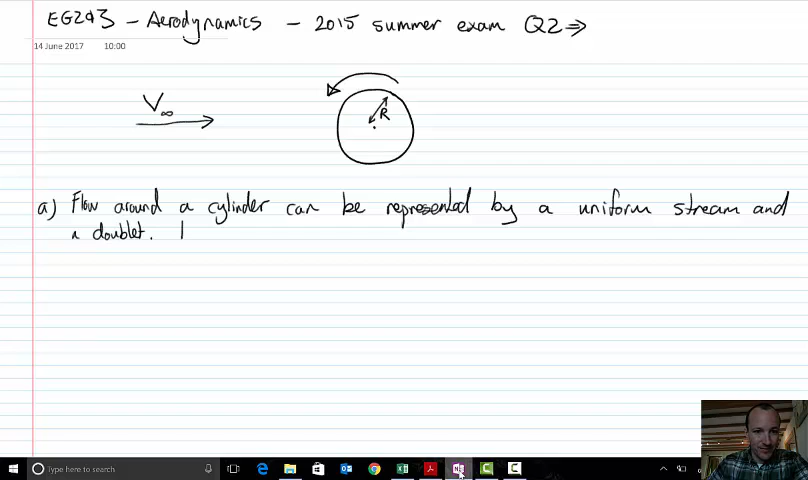 EG293 - Aerodynamics - 2015 summer exam Q2 ⇒
14 June 2017 10:00
V∞
R
a) Flow around a cylinder can be represented by a uniform stream and
a doublet.
Type here to search